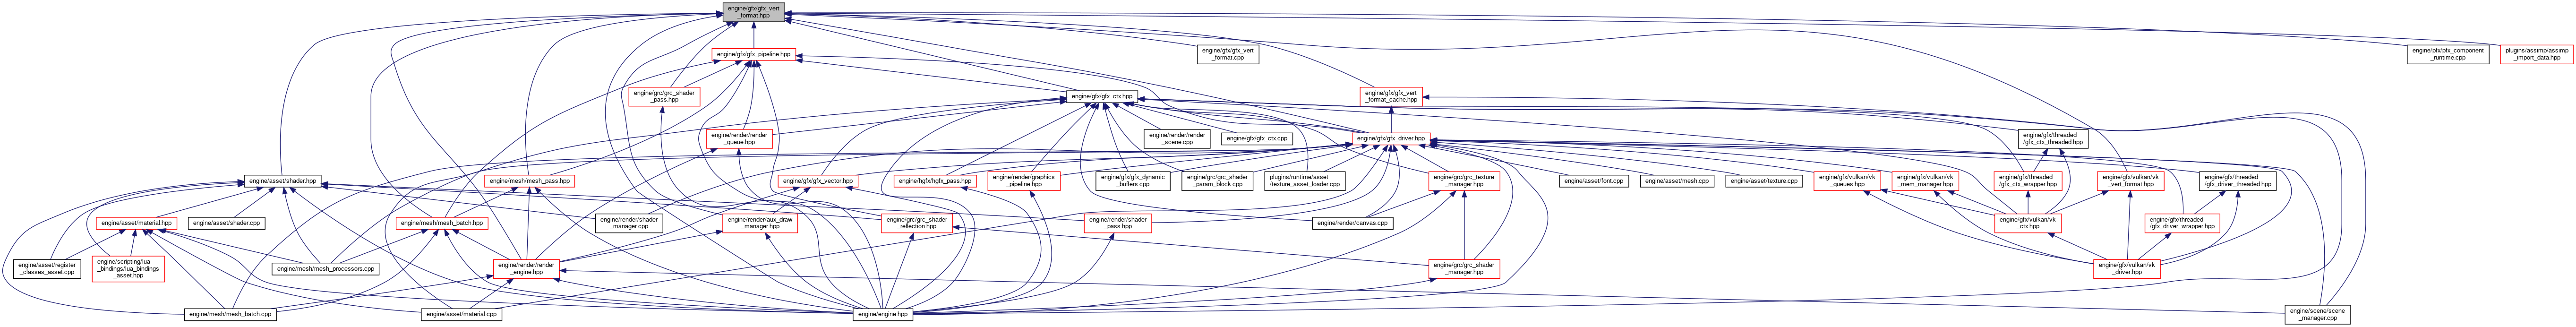 engine/gfx/gfx_vert
_format.hpp
engine/gfx/gfx_pipeline.hpp
engine/gfx/gfx_vert
_format.cpp
engine/pfx/pfx_component
_runtime.cpp
plugins/assimp/assimp
_import_data.hpp
engine/grc/grc_shader
_pass.hpp
engine/gfx/gfx_ctx.hpp
engine/gfx/gfx_vert
_format_cache.hpp
engine/render/render
_queue.hpp
engine/render/render
_scene.cpp
engine/gfx/gfx_ctx.cpp
engine/gfx/gfx_driver.hpp
engine/gfx/threaded
/gfx_ctx_threaded.hpp
engine/asset/shader.hpp
engine/mesh/mesh_pass.hpp
engine/gfx/gfx_vector.hpp
engine/hgfx/hgfx_pass.hpp
engine/render/graphics
_pipeline.hpp
engine/gfx/gfx_dynamic
_buffers.cpp
engine/grc/grc_shader
_param_block.cpp
plugins/runtime/asset
/texture_asset_loader.cpp
engine/grc/grc_texture
_manager.hpp
engine/asset/font.cpp
engine/asset/mesh.cpp
engine/asset/texture.cpp
engine/gfx/vulkan/vk
_queues.hpp
engine/gfx/vulkan/vk
_mem_manager.hpp
engine/gfx/threaded
/gfx_ctx_wrapper.hpp
engine/gfx/vulkan/vk
_vert_format.hpp
engine/gfx/threaded
/gfx_driver_threaded.hpp
engine/asset/material.hpp
engine/asset/shader.cpp
engine/mesh/mesh_batch.hpp
engine/render/shader
_manager.cpp
engine/render/aux_draw
_manager.hpp
engine/grc/grc_shader
_reflection.hpp
engine/render/shader
_pass.hpp
engine/render/canvas.cpp
engine/gfx/vulkan/vk
_ctx.hpp
engine/gfx/threaded
/gfx_driver_wrapper.hpp
engine/asset/register
_classes_asset.cpp
engine/scripting/lua
_bindings/lua_bindings
_asset.hpp
engine/mesh/mesh_processors.cpp
engine/render/render
_engine.hpp
engine/grc/grc_shader
_manager.hpp
engine/gfx/vulkan/vk
_driver.hpp
engine/mesh/mesh_batch.cpp
engine/asset/material.cpp
engine/engine.hpp
engine/scene/scene
_manager.cpp